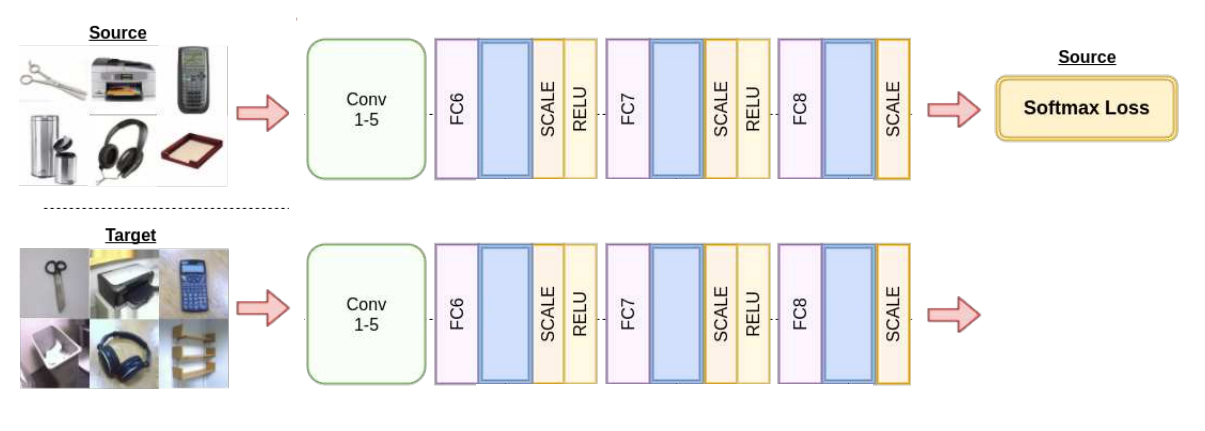 Source
Conv
1-5
FC6
SCALE
RELU
FC7
SCALE
RELU
FC8
SCALE
Source
Softmax Loss
Target
Conv
1-5
FC6
SCALE
RELU
FC7
SCALE
RELU
FC8
SCALE